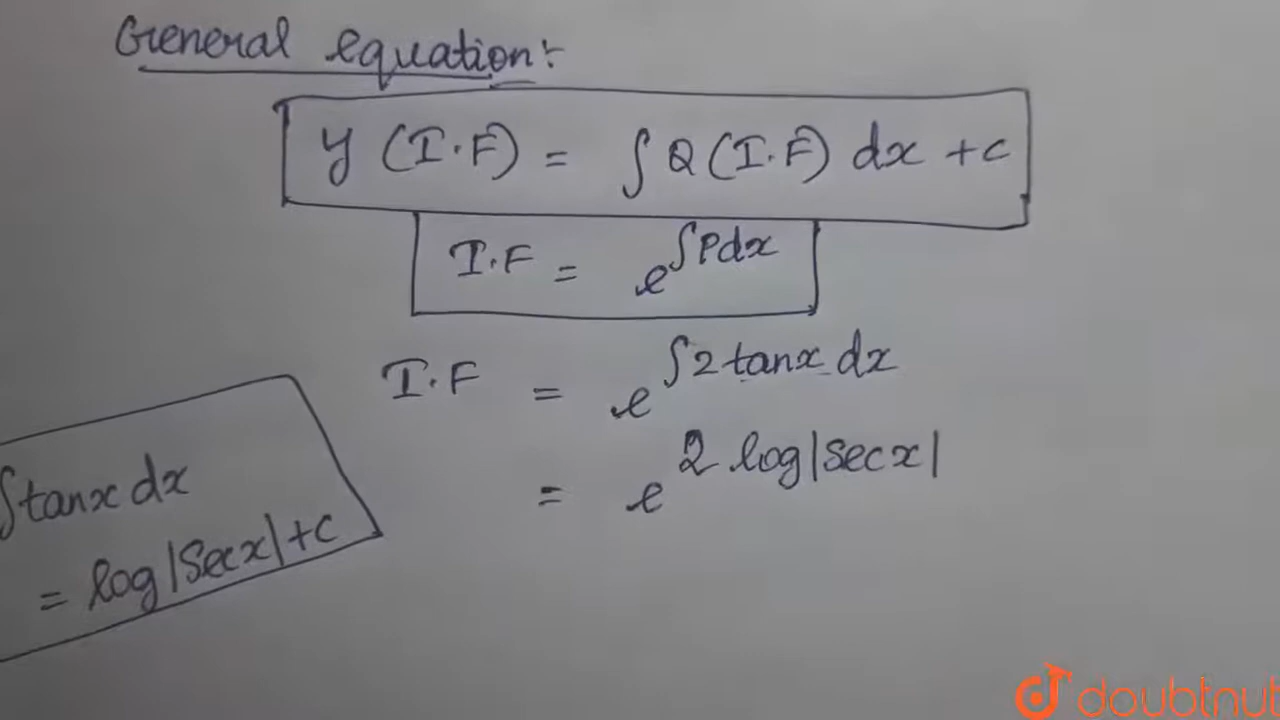 General equation:-
y (I.F) = ∫ Q (I.F) dx + c
I.F = e^∫Pdx
I.F = e^∫2 tanx dx
= e^2 log|secx|
∫tanx dx
= log|Secx|+c
doubtnut